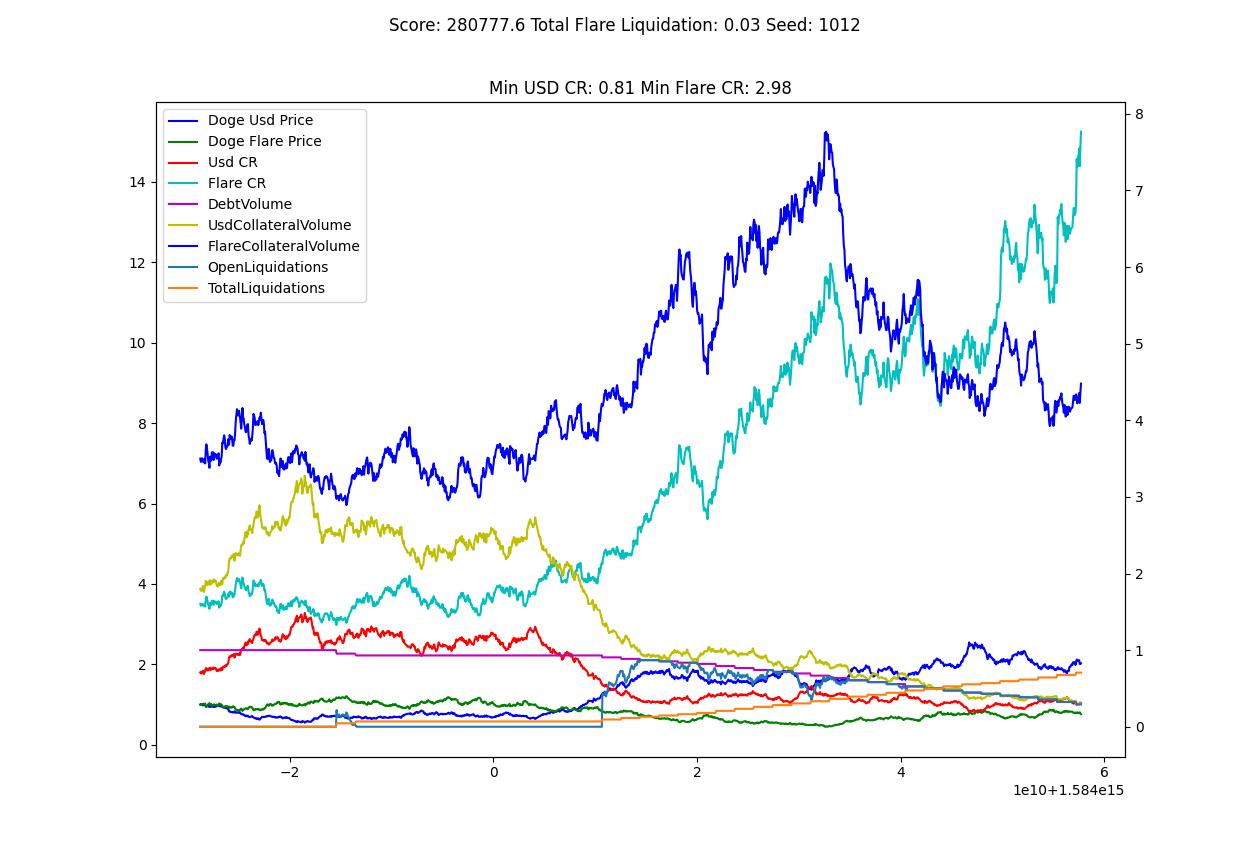 Score: 280777.6 Total Flare Liquidation: 0.03 Seed: 1012
Min USD CR: 0.81 Min Flare CR: 2.98
Doge Usd Price
Doge Flare Price
Usd CR
Flare CR
DebtVolume
UsdCollateralVolume
FlareCollateralVolume
OpenLiquidations
TotalLiquidations
14
12
10
8
6
4
2
0
8
7
6
5
4
3
2
1
0
−2
0
2
4
6
1e10+1.584e15